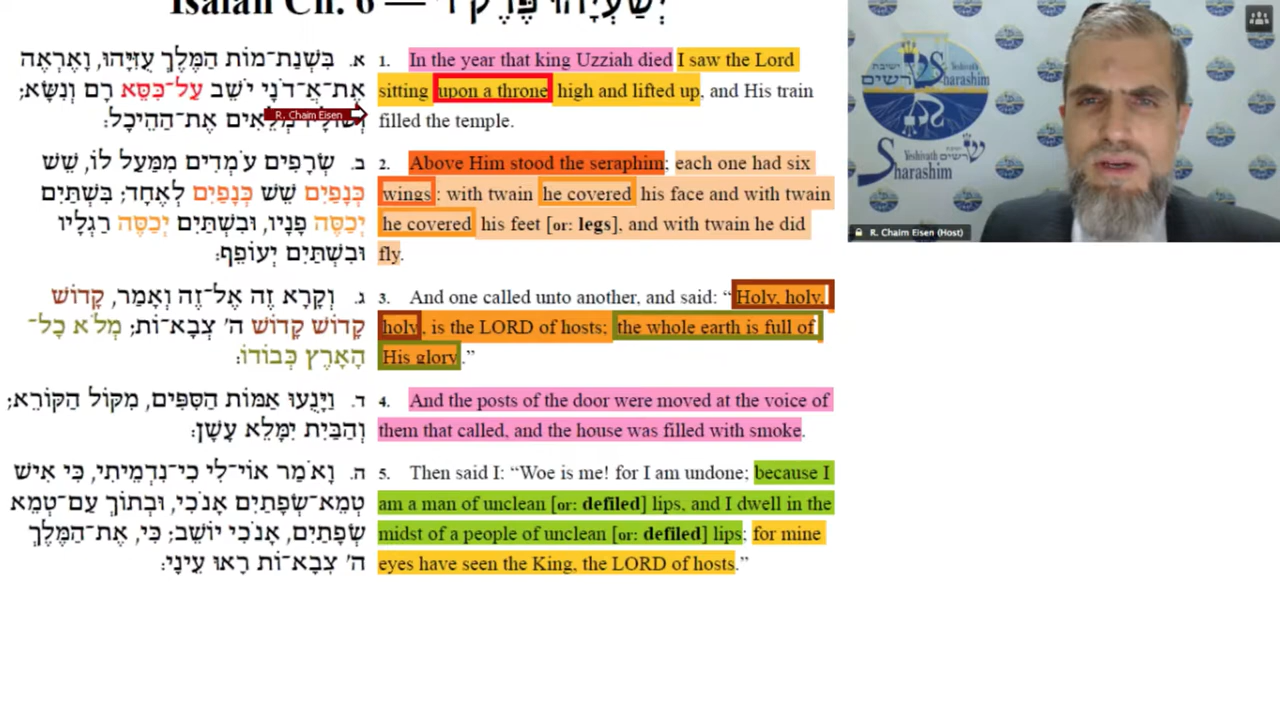 Isaiah Ch. 6 — יְשַׁעְיָהוּ פֶּרֶק ו׳
א. בִּשְׁנַת־מוֹת הַמֶּלֶךְ עֻזִּיָּהוּ, וָאֶרְאֶה
אֶת־אֲ־דֹנָי יֹשֵׁב עַל־כִּסֵּא רָם וְנִשָּׂא;
מְלֵאִים אֶת־הַהֵיכָל:
R. Chaim Eisen
1. In the year that king Uzziah died I saw the Lord
sitting upon a throne high and lifted up, and His train
filled the temple.
ב. שְׂרָפִים עֹמְדִים מִמַּעַל לוֹ, שֵׁשׁ
כְּנָפַיִם שֵׁשׁ כְּנָפַיִם לְאֶחָד; בִּשְׁתַּיִם
יְכַסֶּה פָנָיו, וּבִשְׁתַּיִם יְכַסֶּה רַגְלָיו
וּבִשְׁתַּיִם יְעוֹפֵף:
2. Above Him stood the seraphim; each one had six
wings: with twain he covered his face and with twain
he covered his feet [or: legs], and with twain he did
fly.
ג. וְקָרָא זֶה אֶל־זֶה וְאָמַר, קָדוֹשׁ
קָדוֹשׁ קָדוֹשׁ ה׳ צְבָא־וֹת; מְלֹא כָל־
הָאָרֶץ כְּבוֹדוֹ:
3. And one called unto another, and said: “Holy, holy,
holy, is the LORD of hosts; the whole earth is full of
His glory.”
ד. וַיָּנֻעוּ אַמּוֹת הַסִּפִּים, מִקּוֹל הַקּוֹרֵא;
וְהַבַּיִת יִמָּלֵא עָשָׁן:
4. And the posts of the door were moved at the voice of
them that called, and the house was filled with smoke.
ה. וָאֹמַר אוֹי־לִי כִי־נִדְמֵיתִי, כִּי אִישׁ
טְמֵא־שְׂפָתַיִם אָנֹכִי, וּבְתוֹךְ עַם־טְמֵא
שְׂפָתַיִם, אָנֹכִי יוֹשֵׁב; כִּי, אֶת־הַמֶּלֶךְ
ה׳ צְבָא־וֹת רָאוּ עֵינָי:
5. Then said I: “Woe is me! for I am undone; because I
am a man of unclean [or: defiled] lips, and I dwell in the
midst of a people of unclean [or: defiled] lips; for mine
eyes have seen the King, the LORD of hosts.”
Yeshivath ישיבת
שרשים Sharashim
Yeshivath שרשים
Sharashim
R. Chaim Eisen (Host)